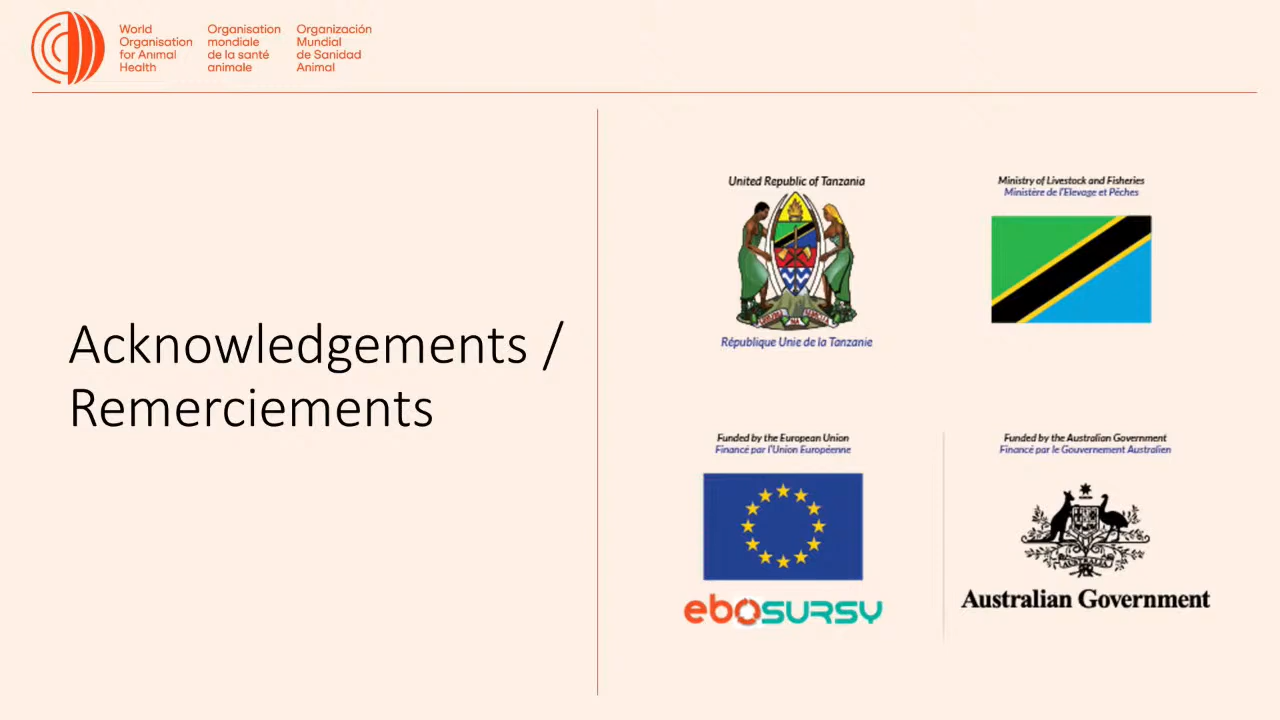 World
Organisation
for Animal
Health
Organisation
mondiale
de la santé
animale
Organización
Mundial
de Sanidad
Animal
Acknowledgements /
Remerciements
United Republic of Tanzania
République Unie de la Tanzanie
Ministry of Livestock and Fisheries
Ministère de l'Elevage et Pêches
Funded by the European Union
Financé par l'Union Européenne
ebosursy
Funded by the Australian Government
Financé par le Gouvernement Australien
AUSTRALIA
Australian Government